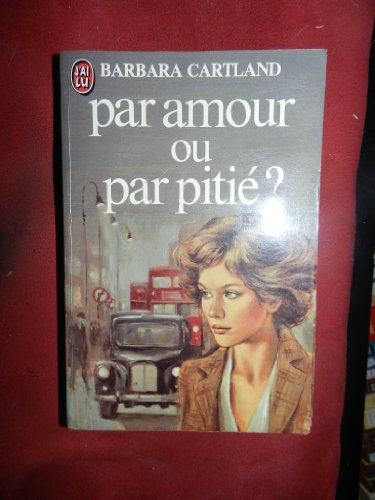 J'AI
LU
BARBARA CARTLAND
par amour
ou
par pitié?